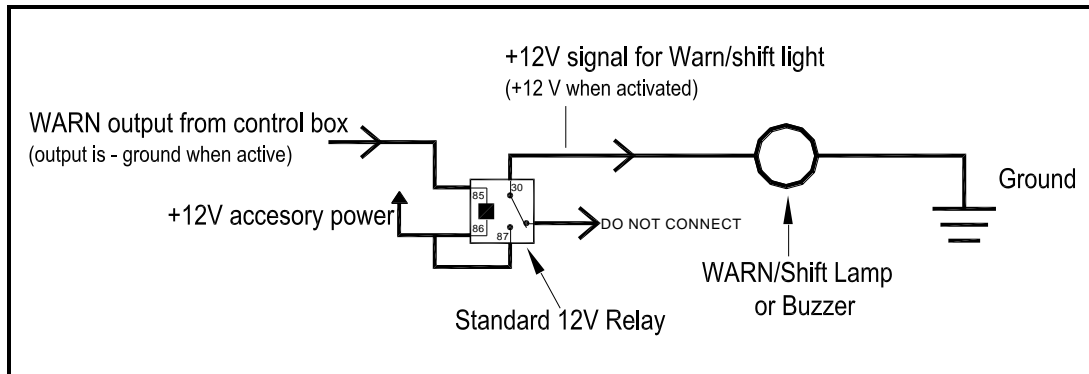 +12V signal for Warn/shift light
(+12 V when activated)
WARN output from control box
(output is - ground when active)
+12V accesory power
85
86
30
87
DO NOT CONNECT
Ground
Standard 12V Relay
WARN/Shift Lamp
or Buzzer